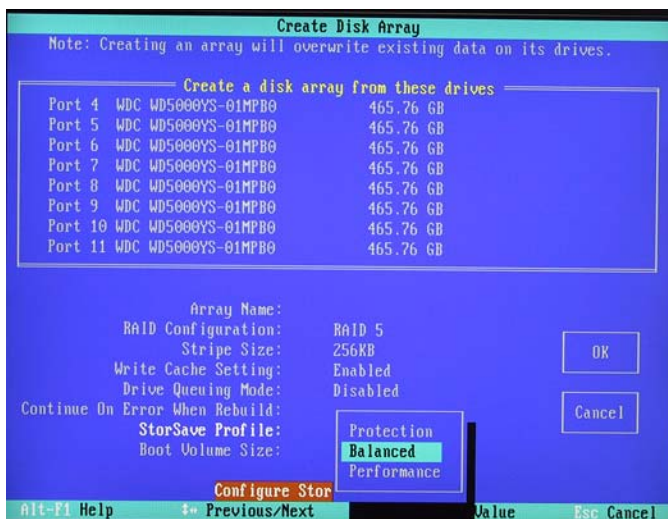 Create Disk Array
Note: Creating an array will overwrite existing data on its drives.
Create a disk array from these drives
Port 4 WDC WD5000YS-01MPB0 465.76 GB
Port 5 WDC WD5000YS-01MPB0 465.76 GB
Port 6 WDC WD5000YS-01MPB0 465.76 GB
Port 7 WDC WD5000YS-01MPB0 465.76 GB
Port 8 WDC WD5000YS-01MPB0 465.76 GB
Port 9 WDC WD5000YS-01MPB0 465.76 GB
Port 10 WDC WD5000YS-01MPB0 465.76 GB
Port 11 WDC WD5000YS-01MPB0 465.76 GB
Array Name:
RAID Configuration: RAID 5
Stripe Size: 256KB
Write Cache Setting: Enabled
Drive Queuing Mode: Disabled
Continue On Error When Rebuild:
StorSave Profile: Protection
Boot Volume Size: Balanced
Performance
OK
Cancel
Configure Stor
Alt-F1 Help ↕↔ Previous/Next Value Esc Cancel